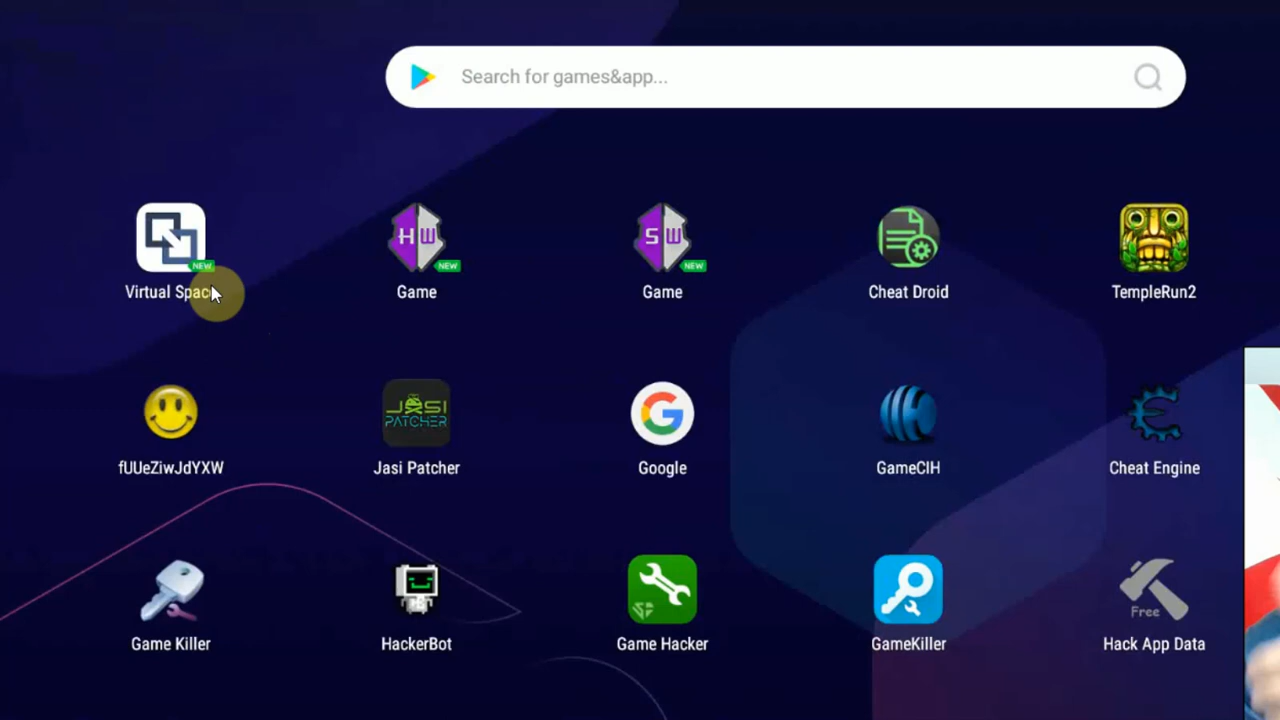 Search for games&app...
NEW
NEW
NEW
HW
SW
Virtual Space
Game
Game
Cheat Droid
TempleRun2
JASI
PATCHER
G
fUUeZiwJdYXW
Jasi Patcher
Google
GameCIH
Cheat Engine
Free
Game Killer
HackerBot
Game Hacker
GameKiller
Hack App Data